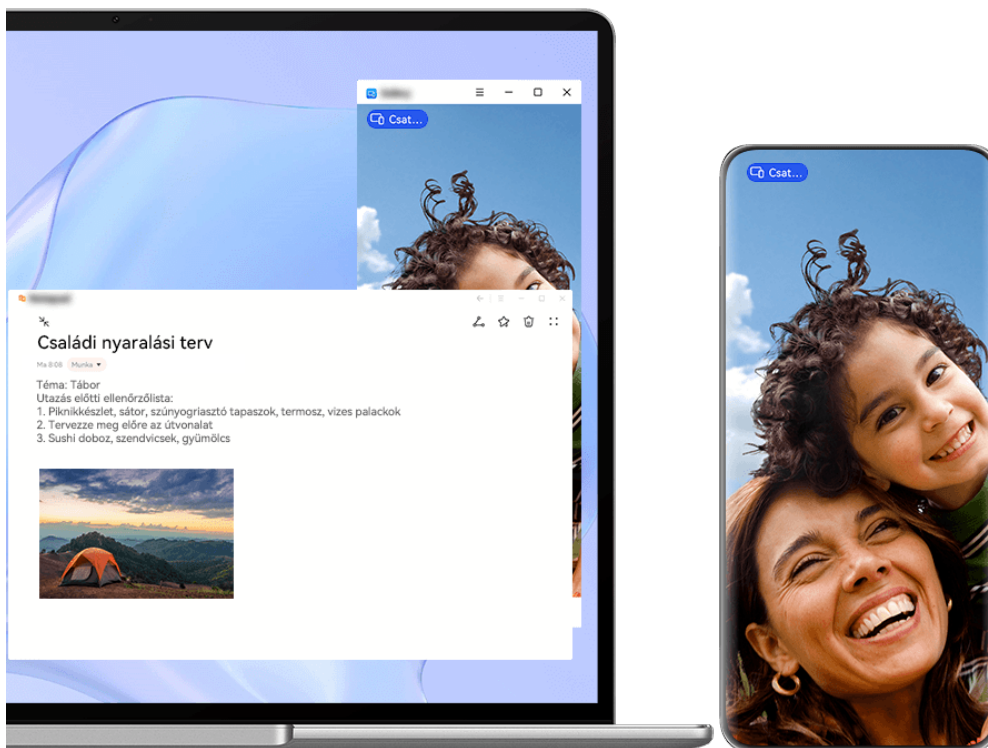 Csat...
Csat...
Családi nyaralási terv
Ma 8:08 Munka
Téma: Tábor
Utazás előtti ellenőrzőlista:
1. Piknikkészlet, sátor, szúnyogriasztó tapaszok, termosz, vizes palackok
2. Tervezze meg előre az útvonalat
3. Sushi doboz, szendvicsek, gyümölcs